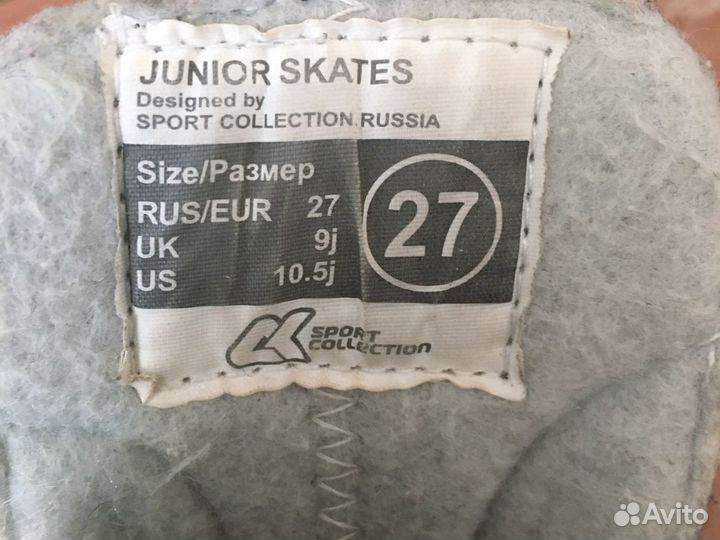 JUNIOR SKATES
Designed by
SPORT COLLECTION.RUSSIA
Size/Размер
RUS/EUR 27
UK 9j
US 10.5j
27
SPORT
COLLECTION
Avito